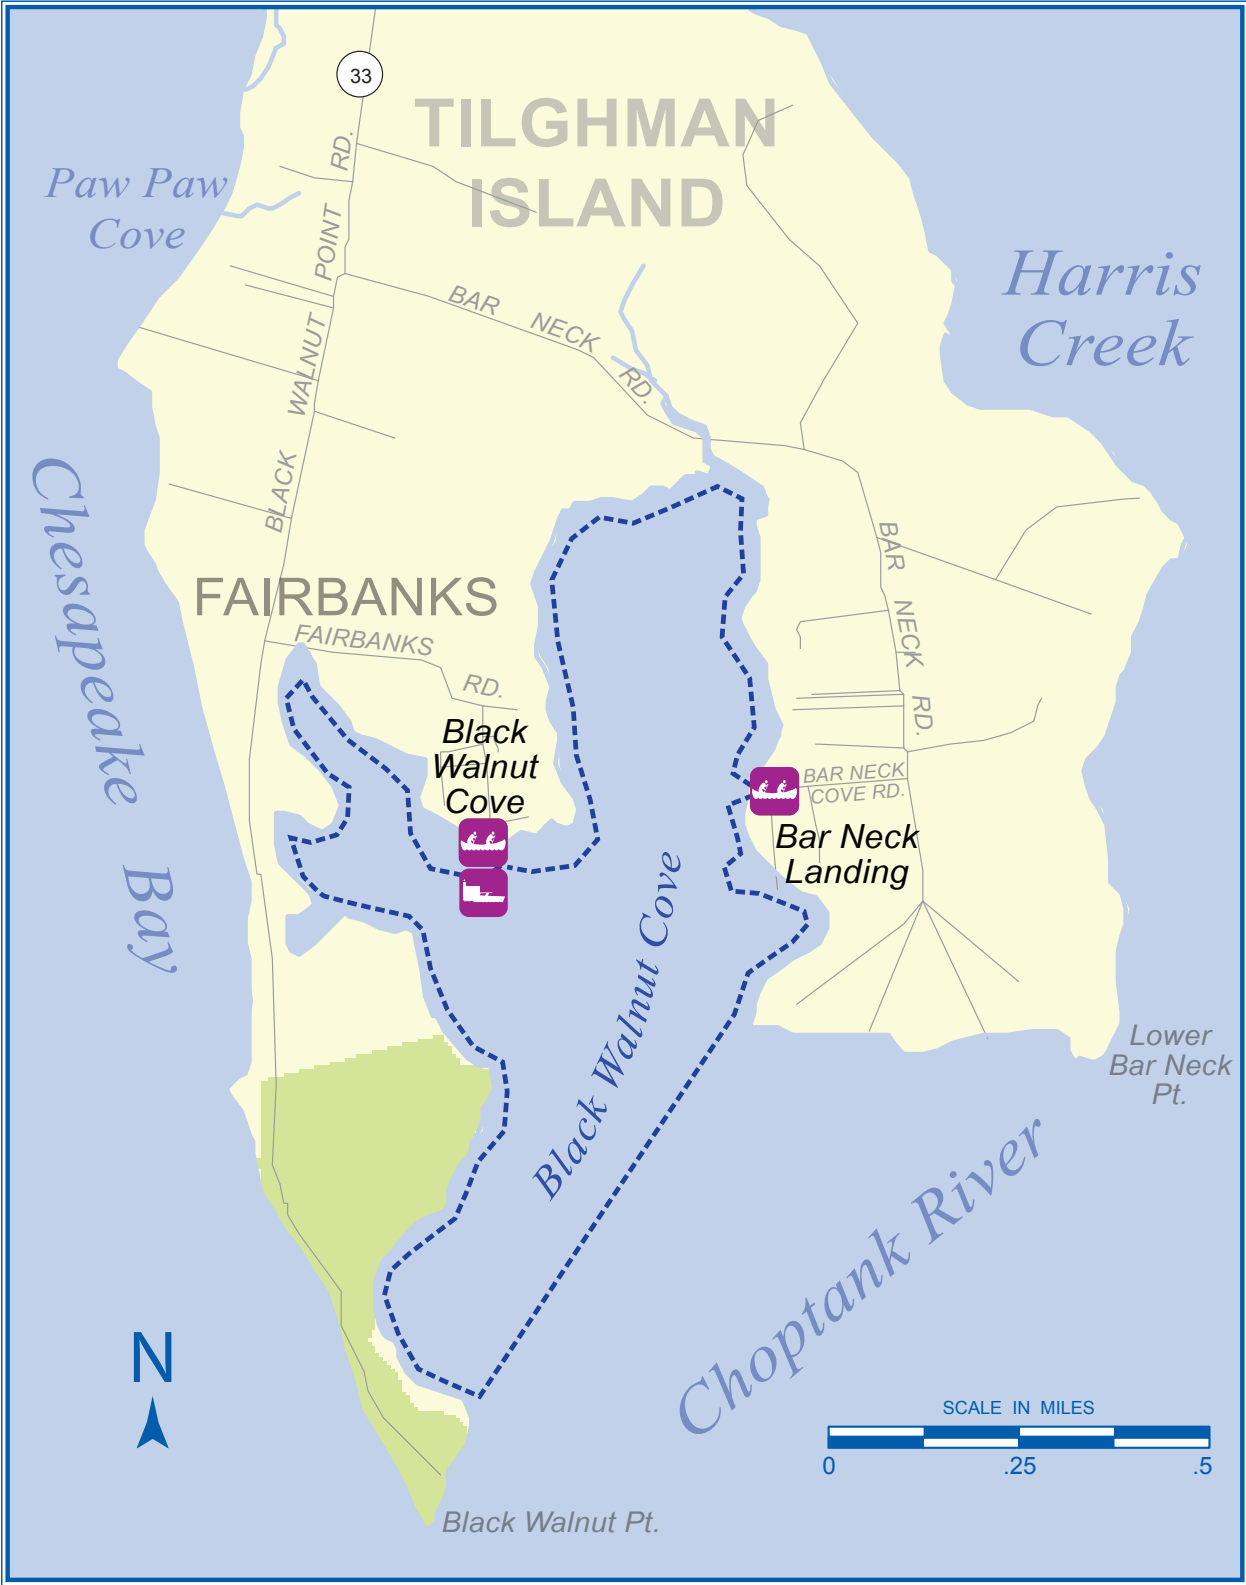 33
TILGHMAN
ISLAND
Paw Paw
Cove
Harris
Creek
BLACK WALNUT POINT RD.
BAR NECK RD.
Chesapeake Bay
FAIRBANKS
FAIRBANKS RD.
BAR NECK RD.
Black
Walnut
Cove
BAR NECK
COVE RD.
Bar Neck
Landing
Black Walnut Cove
Lower
Bar Neck
Pt.
Choptank River
N
SCALE IN MILES
0 .25 .5
Black Walnut Pt.